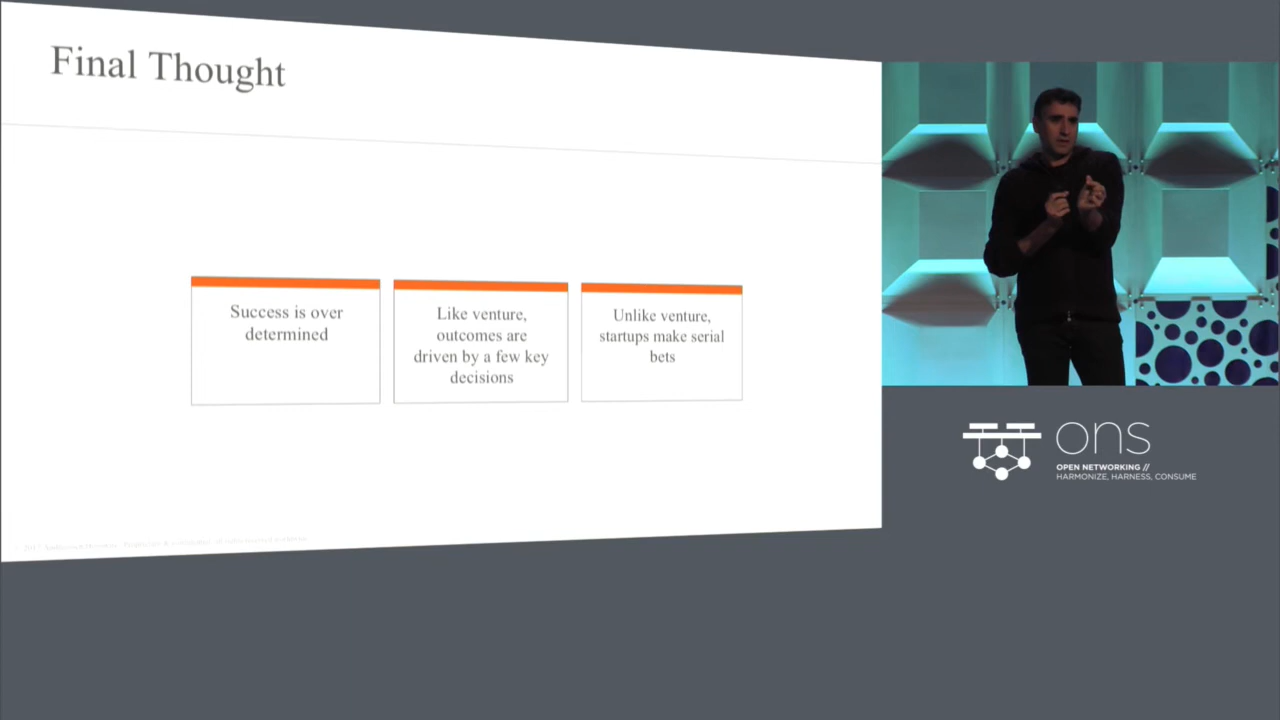 Final Thought
Success is over
determined
Like venture,
outcomes are
driven by a few key
decisions
Unlike venture,
startups make serial
bets
ons
OPEN NETWORKING //
HARMONIZE, HARNESS, CONSUME